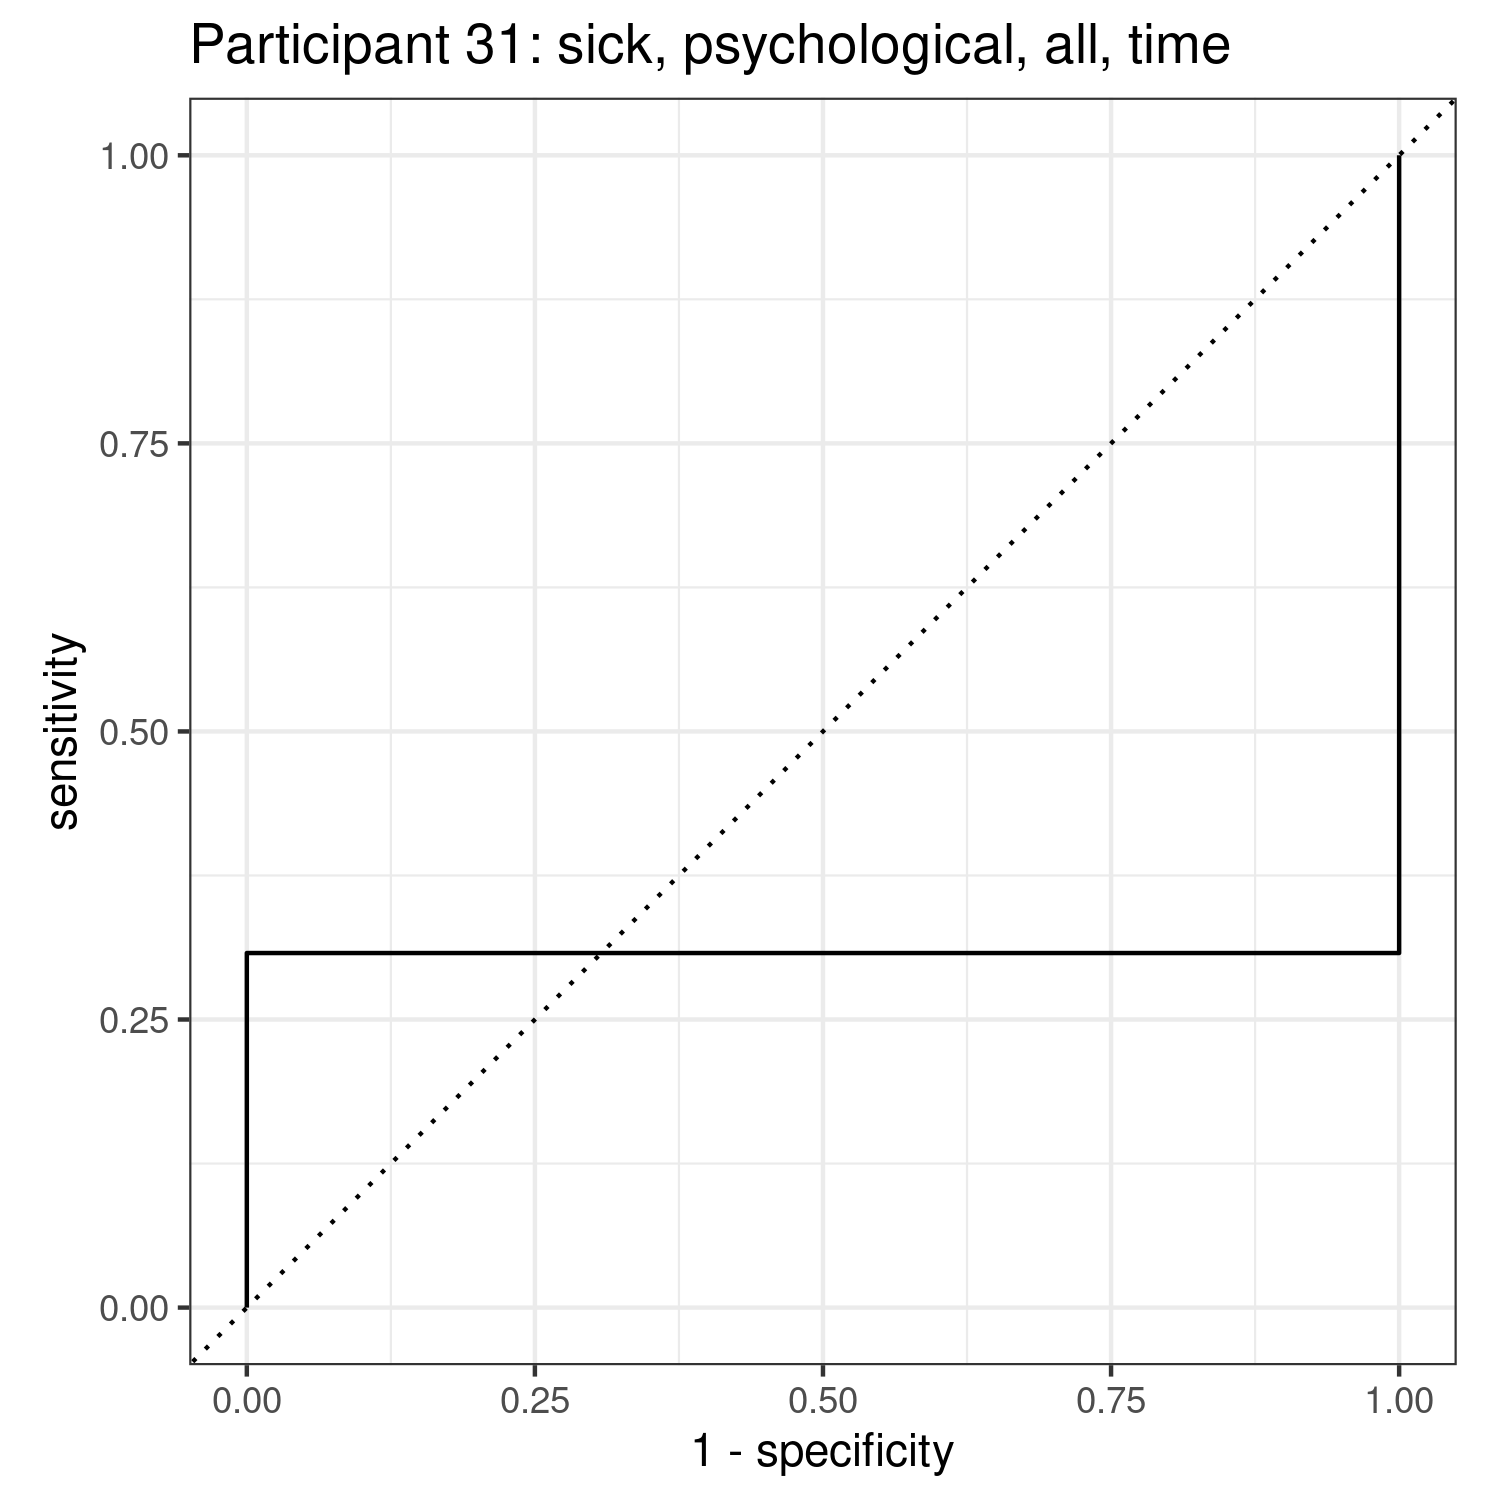 Participant 31: sick, psychological, all, time
1.00
0.75
0.50
0.25
0.00
sensitivity
0.00 0.25 0.50 0.75 1.00
1 - specificity